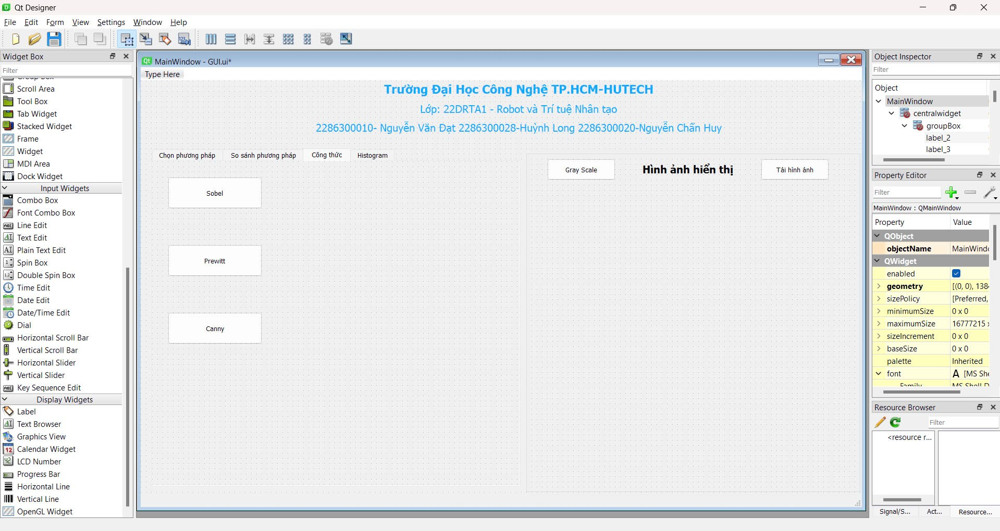 Qt Designer
File Edit Form View Settings Window Help
Widget Box
Filter
Group Box
Scroll Area
Tool Box
Tab Widget
Stacked Widget
Frame
Widget
MDI Area
Dock Widget
Input Widgets
Combo Box
Font Combo Box
Line Edit
Text Edit
Plain Text Edit
Spin Box
Double Spin Box
Time Edit
Date Edit
Date/Time Edit
Dial
Horizontal Scroll Bar
Vertical Scroll Bar
Horizontal Slider
Vertical Slider
Key Sequence Edit
Display Widgets
Label
Text Browser
Graphics View
Calendar Widget
LCD Number
Progress Bar
Horizontal Line
Vertical Line
OpenGL Widget
MainWindow - GUI.ui*
Type Here
Trường Đại Học Công Nghệ TP.HCM-HUTECH
Lớp: 22DRTA1 - Robot và Trí tuệ Nhân tạo
2286300010- Nguyễn Văn Đạt 2286300028-Huỳnh Long 2286300020-Nguyễn Chấn Huy
Chọn phương pháp So sánh phương pháp Công thức Histogram
Sobel
Prewitt
Canny
Gray Scale Hình ảnh hiển thị Tải hình ảnh
Object Inspector
Filter
Object
MainWindow
centralwidget
groupBox
label_2
label_3
Property Editor
Filter
MainWindow : QMainWindow
Property Value
QObject
objectName MainWindo
QWidget
enabled
geometry [(0, 0), 1384
sizePolicy [Preferred,
minimumSize 0 x 0
maximumSize 16777215 x
sizeIncrement 0 x 0
baseSize 0 x 0
palette Inherited
font A [MS She
Family MS Shell D
Resource Browser
Filter
<resource r...
Signal/S... Act... Resource...